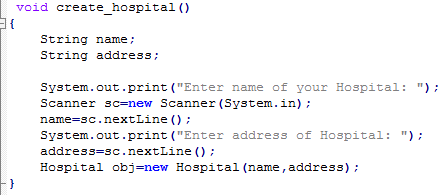 void create_hospital()
{
String name;
String address;
System.out.print("Enter name of your Hospital: ");
Scanner sc=new Scanner(System.in);
name=sc.nextLine();
System.out.print("Enter address of Hospital: ");
address=sc.nextLine();
Hospital obj=new Hospital(name,address);
}